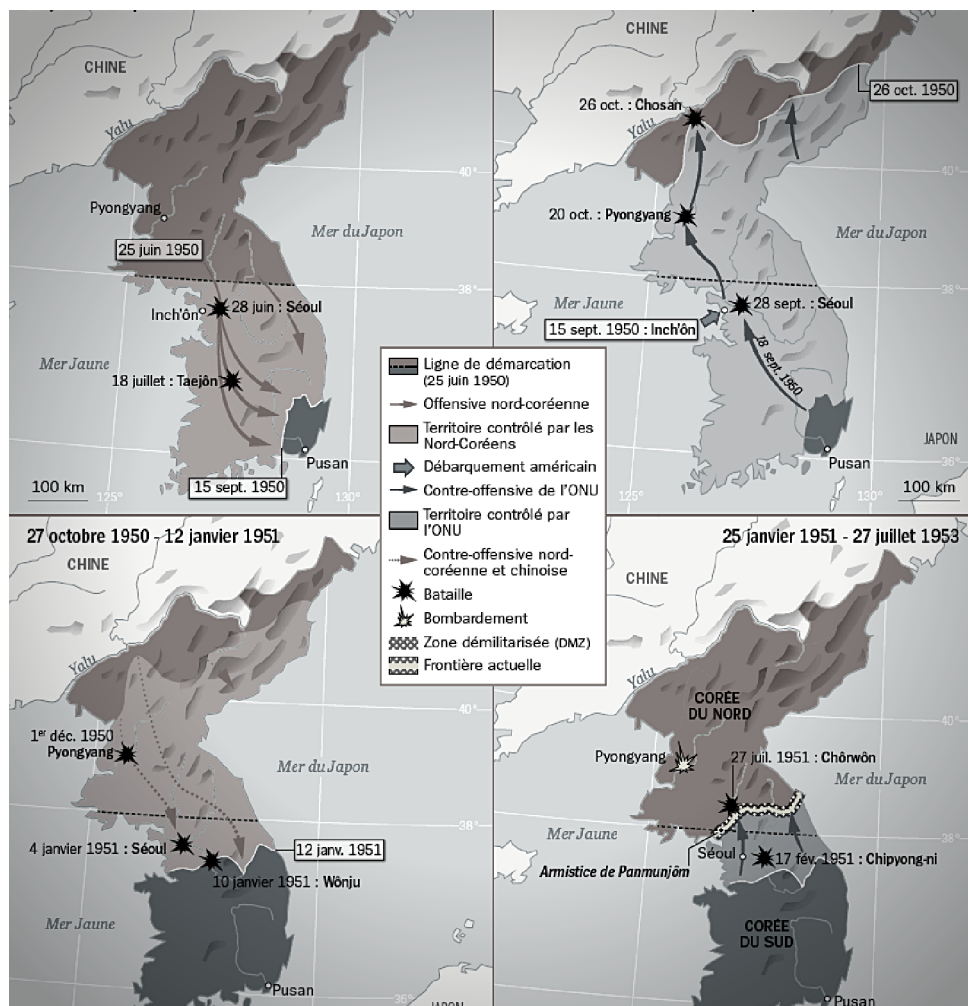 CHINE
Yalu
40°
Pyongyang
Mer du Japon
25 juin 1950
38°
28 juin : Séoul
Inch'ôn
Mer Jaune
18 juillet : Taejôn
Pusan
15 sept. 1950
100 km
125°
130°
CHINE
26 oct. 1950
26 oct. : Chosan
Yalu
40°
20 oct. : Pyongyang
Mer du Japon
38°
Mer Jaune
28 sept. : Séoul
15 sept. 1950 : Inch'ôn
18 sept. 1950
JAPON
Pusan
36°
100 km
125°
130°
Ligne de démarcation
(25 juin 1950)
Offensive nord-coréenne
Territoire contrôlé par les
Nord-Coréens
Débarquement américain
Contre-offensive de l'ONU
Territoire contrôlé par
l'ONU
Contre-offensive nord-
coréenne et chinoise
Bataille
Bombardement
Zone démilitarisée (DMZ)
Frontière actuelle
27 octobre 1950 - 12 janvier 1951
CHINE
Yalu
40°
1er déc. 1950
Pyongyang
Mer du Japon
38°
4 janvier 1951 : Séoul
12 janv. 1951
10 janvier 1951 : Wônju
Mer Jaune
Pusan
36°
JAPON
25 janvier 1951 - 27 juillet 1953
CHINE
Yalu
CORÉE
DU NORD
40°
Pyongyang
27 juil. 1951 : Chôrwôn
Mer du Japon
Mer Jaune
38°
Séoul
17 fév. 1951 : Chipyong-ni
Armistice de Panmunjôm
CORÉE
DU SUD
Pusan